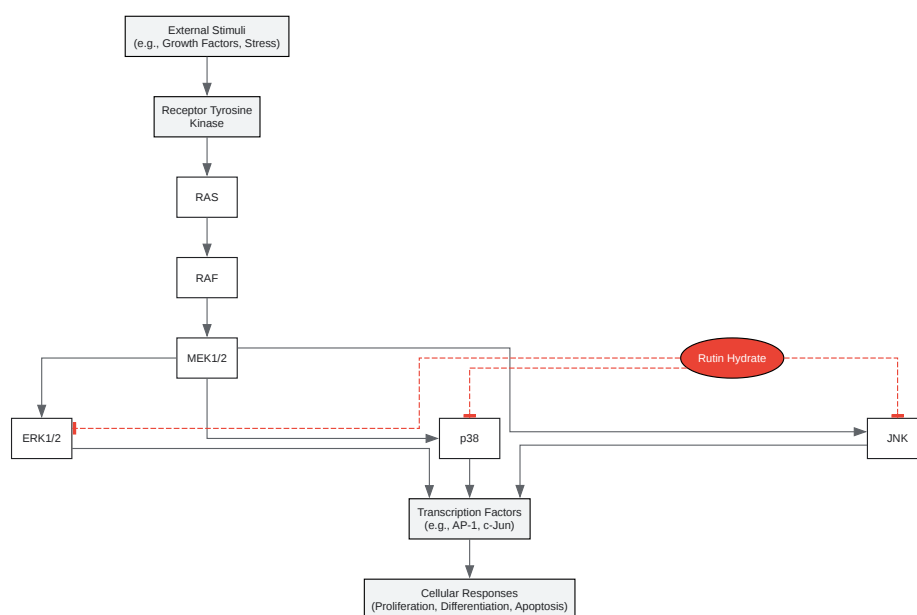 External Stimuli
(e.g., Growth Factors, Stress)
Receptor Tyrosine
Kinase
RAS
RAF
MEK1/2
Rutin Hydrate
ERK1/2
p38
JNK
Transcription Factors
(e.g., AP-1, c-Jun)
Cellular Responses
(Proliferation, Differentiation, Apoptosis)